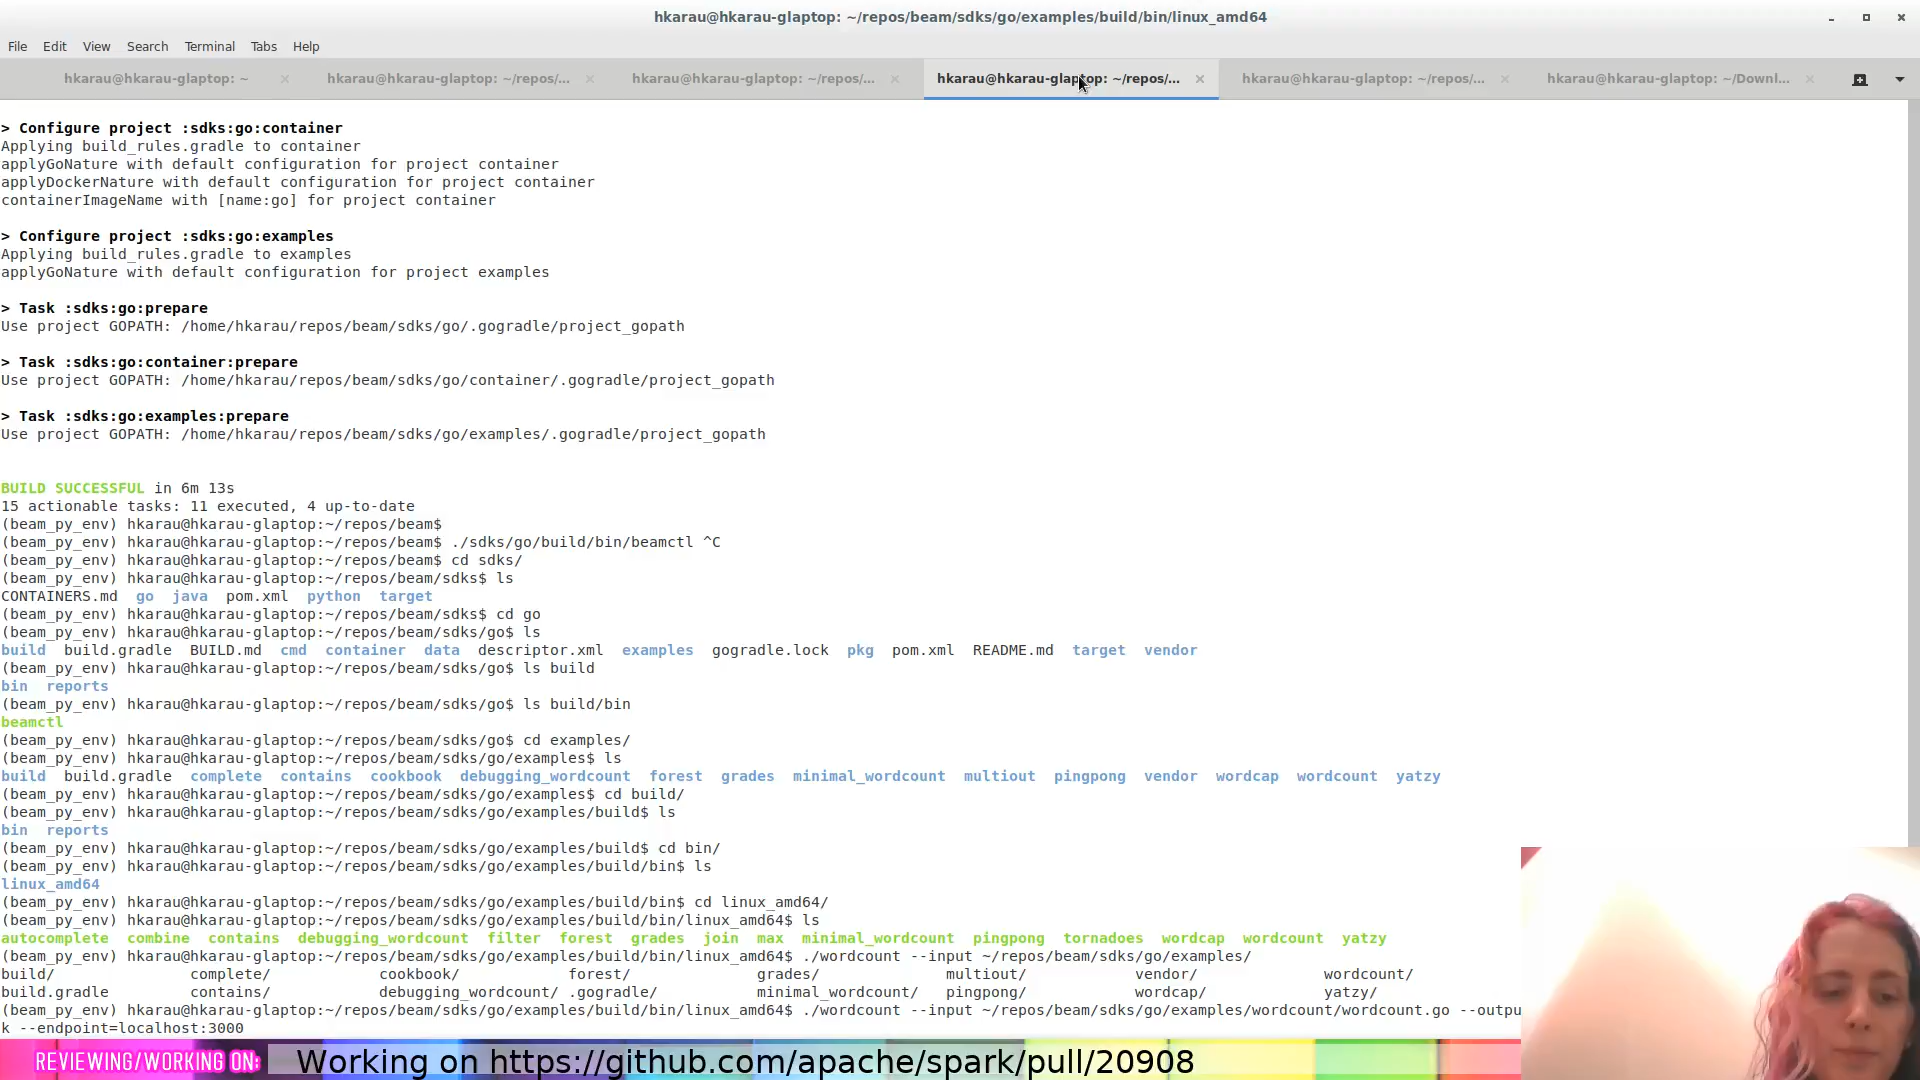 hkarau@hkarau-glaptop: ~/repos/beam/sdks/go/examples/build/bin/linux_amd64
File Edit View Search Terminal Tabs Help
hkarau@hkarau-glaptop: ~ hkarau@hkarau-glaptop: ~/repos/... hkarau@hkarau-glaptop: ~/repos/... hkarau@hkarau-glaptop: ~/repos/... hkarau@hkarau-glaptop: ~/repos/... hkarau@hkarau-glaptop: ~/Downl...
> Configure project :sdks:go:container
Applying build_rules.gradle to container
applyGoNature with default configuration for project container
applyDockerNature with default configuration for project container
containerImageName with [name:go] for project container
> Configure project :sdks:go:examples
Applying build_rules.gradle to examples
applyGoNature with default configuration for project examples
> Task :sdks:go:prepare
Use project GOPATH: /home/hkarau/repos/beam/sdks/go/.gogradle/project_gopath
> Task :sdks:go:container:prepare
Use project GOPATH: /home/hkarau/repos/beam/sdks/go/container/.gogradle/project_gopath
> Task :sdks:go:examples:prepare
Use project GOPATH: /home/hkarau/repos/beam/sdks/go/examples/.gogradle/project_gopath
BUILD SUCCESSFUL in 6m 13s
15 actionable tasks: 11 executed, 4 up-to-date
(beam_py_env) hkarau@hkarau-glaptop:~/repos/beam$
(beam_py_env) hkarau@hkarau-glaptop:~/repos/beam$ ./sdks/go/build/bin/beamctl ^C
(beam_py_env) hkarau@hkarau-glaptop:~/repos/beam$ cd sdks/
(beam_py_env) hkarau@hkarau-glaptop:~/repos/beam/sdks$ ls
CONTAINERS.md go java pom.xml python target
(beam_py_env) hkarau@hkarau-glaptop:~/repos/beam/sdks$ cd go
(beam_py_env) hkarau@hkarau-glaptop:~/repos/beam/sdks/go$ ls
build build.gradle BUILD.md cmd container data descriptor.xml examples gogradle.lock pkg pom.xml README.md target vendor
(beam_py_env) hkarau@hkarau-glaptop:~/repos/beam/sdks/go$ ls build
bin reports
(beam_py_env) hkarau@hkarau-glaptop:~/repos/beam/sdks/go$ ls build/bin
beamctl
(beam_py_env) hkarau@hkarau-glaptop:~/repos/beam/sdks/go$ cd examples/
(beam_py_env) hkarau@hkarau-glaptop:~/repos/beam/sdks/go/examples$ ls
build build.gradle complete contains cookbook debugging_wordcount forest grades minimal_wordcount multiout pingpong vendor wordcap wordcount yatzy
(beam_py_env) hkarau@hkarau-glaptop:~/repos/beam/sdks/go/examples$ cd build/
(beam_py_env) hkarau@hkarau-glaptop:~/repos/beam/sdks/go/examples/build$ ls
bin reports
(beam_py_env) hkarau@hkarau-glaptop:~/repos/beam/sdks/go/examples/build$ cd bin/
(beam_py_env) hkarau@hkarau-glaptop:~/repos/beam/sdks/go/examples/build/bin$ ls
linux_amd64
(beam_py_env) hkarau@hkarau-glaptop:~/repos/beam/sdks/go/examples/build/bin$ cd linux_amd64/
(beam_py_env) hkarau@hkarau-glaptop:~/repos/beam/sdks/go/examples/build/bin/linux_amd64$ ls
autocomplete combine contains debugging_wordcount filter forest grades join max minimal_wordcount pingpong tornadoes wordcap wordcount yatzy
(beam_py_env) hkarau@hkarau-glaptop:~/repos/beam/sdks/go/examples/build/bin/linux_amd64$ ./wordcount --input ~/repos/beam/sdks/go/examples/
build/ complete/ cookbook/ forest/ grades/ multiout/ vendor/ wordcount/
build.gradle contains/ debugging_wordcount/ .gogradle/ minimal_wordcount/ pingpong/ wordcap/ yatzy/
(beam_py_env) hkarau@hkarau-glaptop:~/repos/beam/sdks/go/examples/build/bin/linux_amd64$ ./wordcount --input ~/repos/beam/sdks/go/examples/wordcount/wordcount.go --outpu
k --endpoint=localhost:3000
REVIEWING/WORKING ON: Working on https://github.com/apache/spark/pull/20908